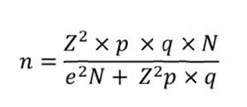 n = (Z² × p × q × N) / (e²N + Z²p × q)